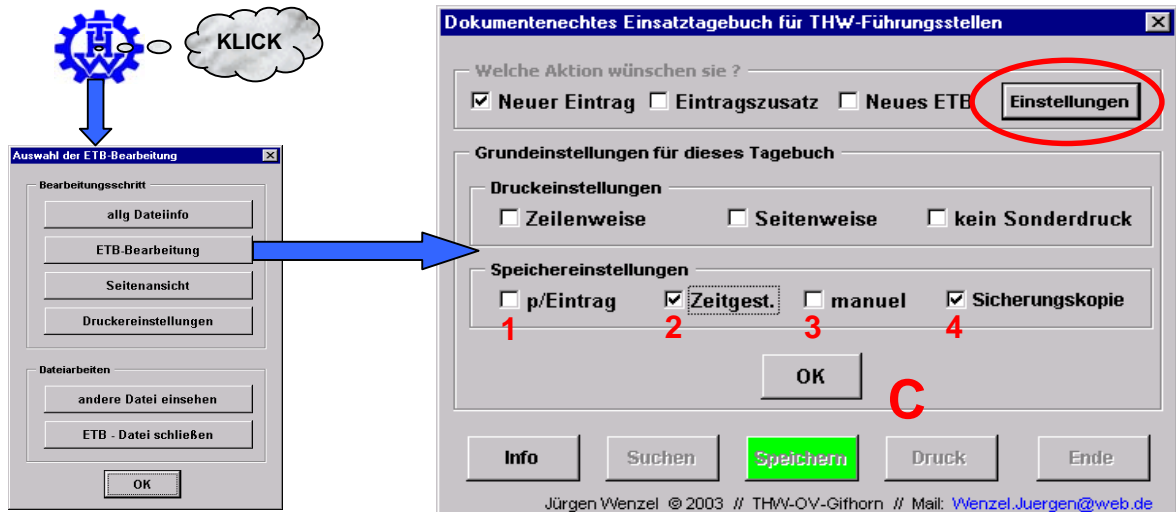 THW
KLICK
Auswahl der ETB-Bearbeitung
Bearbeitungsschritt
allg Dateiinfo
ETB-Bearbeitung
Seitenansicht
Druckereinstellungen
Dateiarbeiten
andere Datei einsehen
ETB - Datei schließen
OK
Dokumentenechtes Einsatztagebuch für THW-Führungsstellen
Welche Aktion wünschen sie ?
Neuer Eintrag Eintragszusatz Neues ETB Einstellungen
Grundeinstellungen für dieses Tagebuch
Druckeinstellungen
Zeilenweise Seitenweise kein Sonderdruck
Speichereinstellungen
p/Eintrag Zeitgest. manuel Sicherungskopie
1 2 3 4
OK
C
Info Suchen Speichern Druck Ende
Jürgen Wenzel © 2003 // THW-OV-Gifhorn // Mail: Wenzel.Juergen@web.de